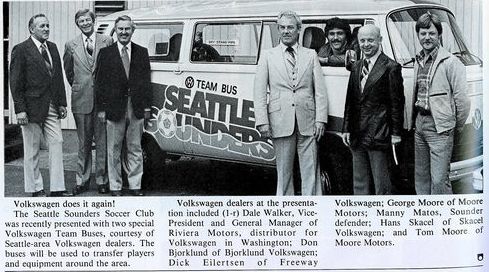 DRY STAND PIPE
TEAM BUS
SEATTLE
SOUNDERS
Volkswagen does it again!
The Seattle Sounders Soccer Club
was recently presented with two special
Volkswagen Team Buses, courtesy of
Seattle-area Volkswagen dealers. The
buses will be used to transfer players
and equipment around the area.
Volkswagen dealers at the presenta-
tion included (1-r) Dale Walker, Vice-
President and General Manager of
Riviera Motors, distributor for
Volkswagen in Washington; Don
Bjorklund of Bjorklund Volkswagen;
Dick Eilertsen of Freeway
Volkswagen; George Moore of Moore
Motors; Manny Matos, Sounder
defender; Hans Skacel of Skacel
Volkswagen; and Tom Moore of
Moore Motors.